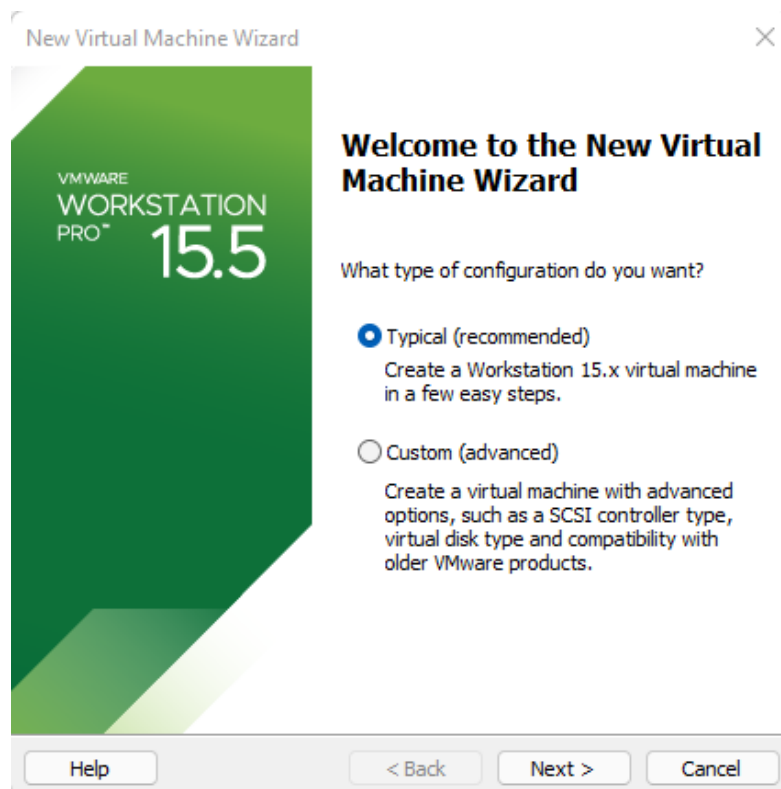 New Virtual Machine Wizard
VMWARE
WORKSTATION
PRO™ 15.5
Welcome to the New Virtual
Machine Wizard
What type of configuration do you want?
Typical (recommended)
Create a Workstation 15.x virtual machine
in a few easy steps.
Custom (advanced)
Create a virtual machine with advanced
options, such as a SCSI controller type,
virtual disk type and compatibility with
older VMware products.
Help < Back Next > Cancel